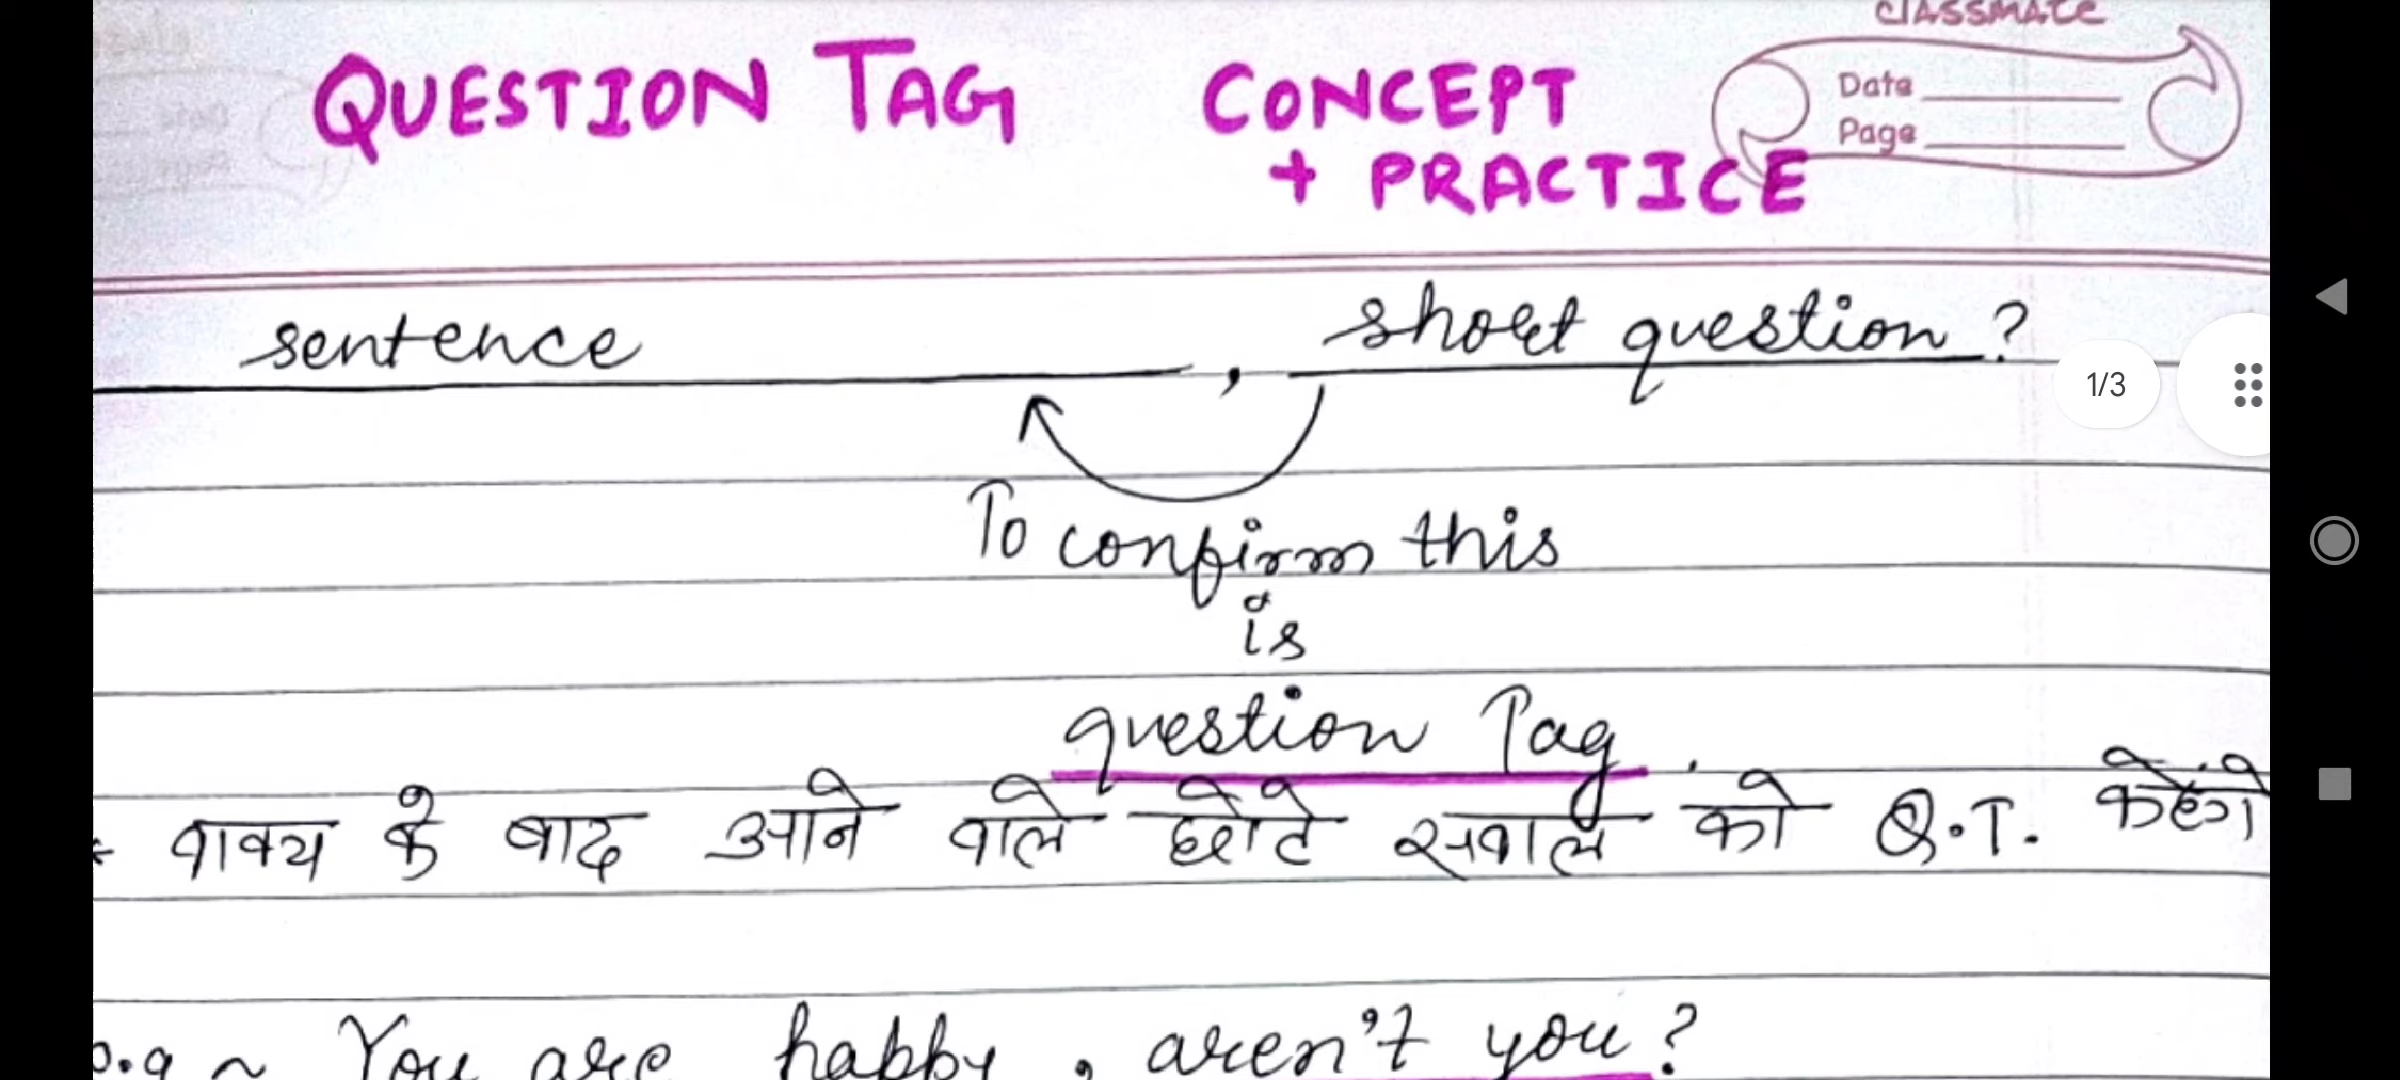 classmate
QUESTION TAG CONCEPT
+ PRACTICE
Date
Page
sentence , short question ?
1/3
To confirm this
is
question Tag
* वाक्य के बाद आने वाले छोटे सवाल को Q.T. कहेंगे
e.g ~ You are happy , aren't you ?